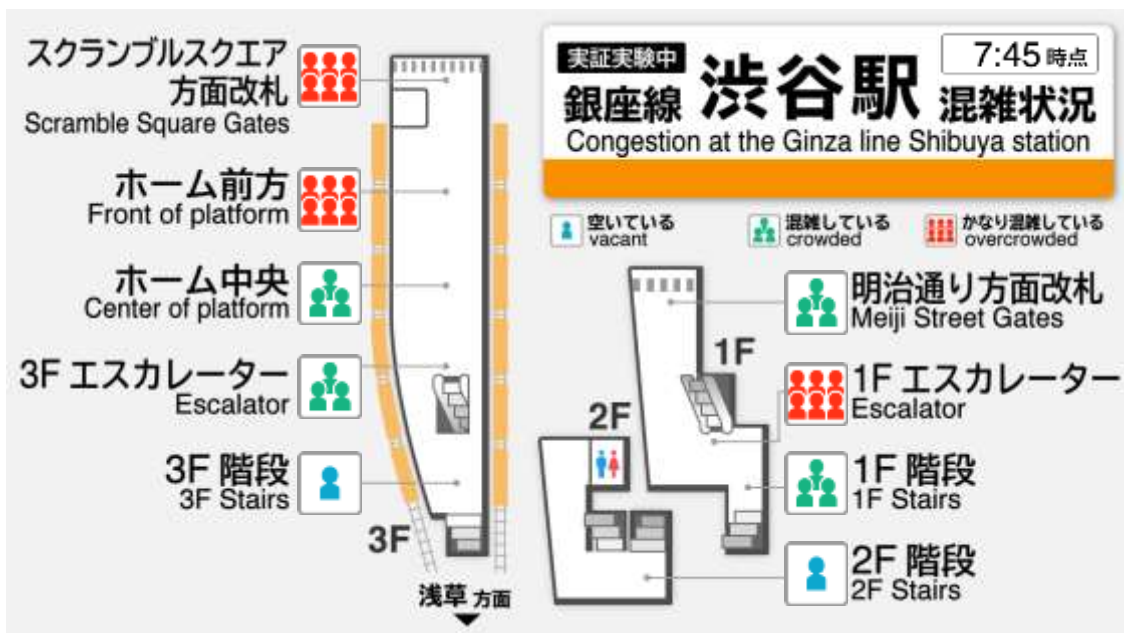 スクランブルスクエア
方面改札
Scramble Square Gates
ホーム前方
Front of platform
ホーム中央
Center of platform
3F エスカレーター
Escalator
3F 階段
3F Stairs
3F
浅草 方面
実証実験中
銀座線
渋谷駅
7:45 時点
混雑状況
Congestion at the Ginza line Shibuya station
空いている
vacant
混雑している
crowded
かなり混雑している
overcrowded
明治通り方面改札
Meiji Street Gates
1F
1F エスカレーター
Escalator
2F
1F 階段
1F Stairs
2F 階段
2F Stairs